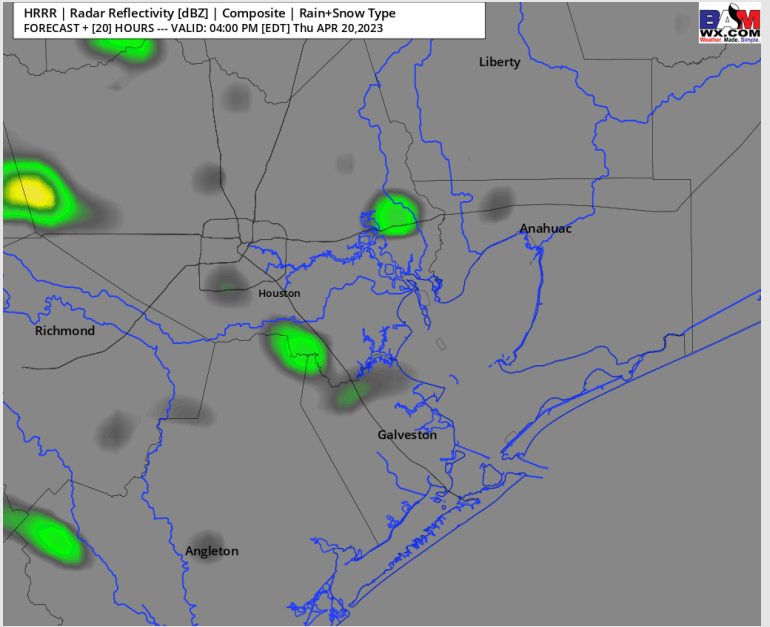 HRRR | Radar Reflectivity [dBZ] | Composite | Rain+Snow Type
FORECAST + [20] HOURS --- VALID: 04:00 PM [EDT] Thu APR 20,2023
BAM
WX.COM
Weather. Made. Simple.
Liberty
Anahuac
Houston
Richmond
Galveston
Angleton